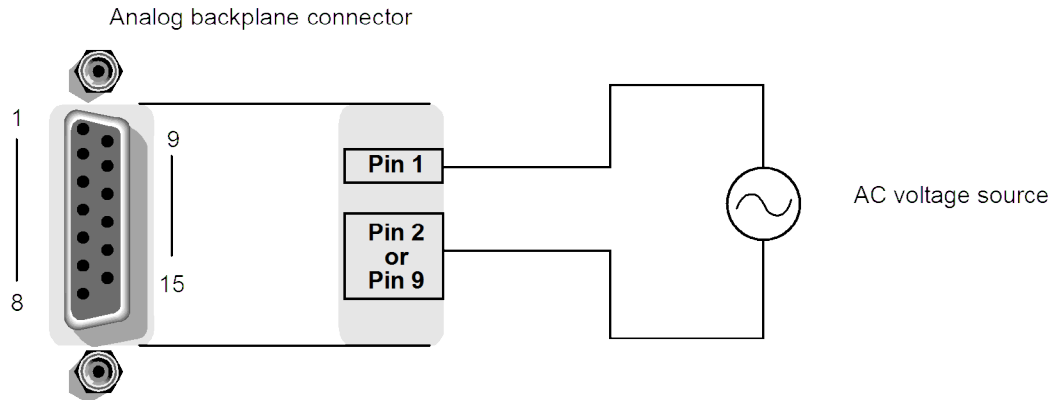 Analog backplane connector
1
9
Pin 1
AC voltage source
Pin 2
or
Pin 9
15
8